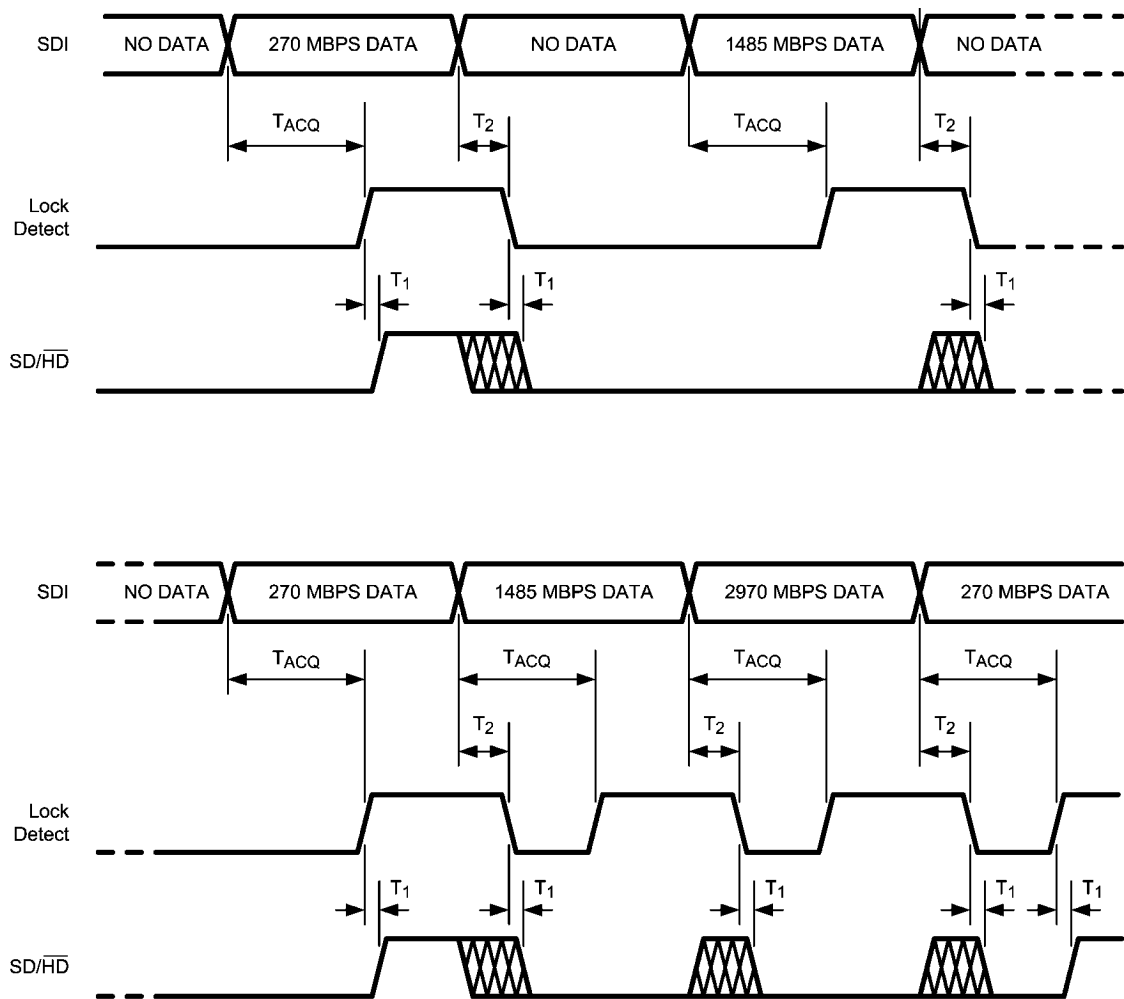 SDI NO DATA 270 MBPS DATA NO DATA 1485 MBPS DATA NO DATA
TACQ T2 TACQ T2
Lock
Detect
T1 T1 T1
SD/HD
SDI NO DATA 270 MBPS DATA 1485 MBPS DATA 2970 MBPS DATA 270 MBPS DATA
TACQ TACQ TACQ TACQ
T2 T2 T2
Lock
Detect
T1 T1 T1 T1 T1
SD/HD